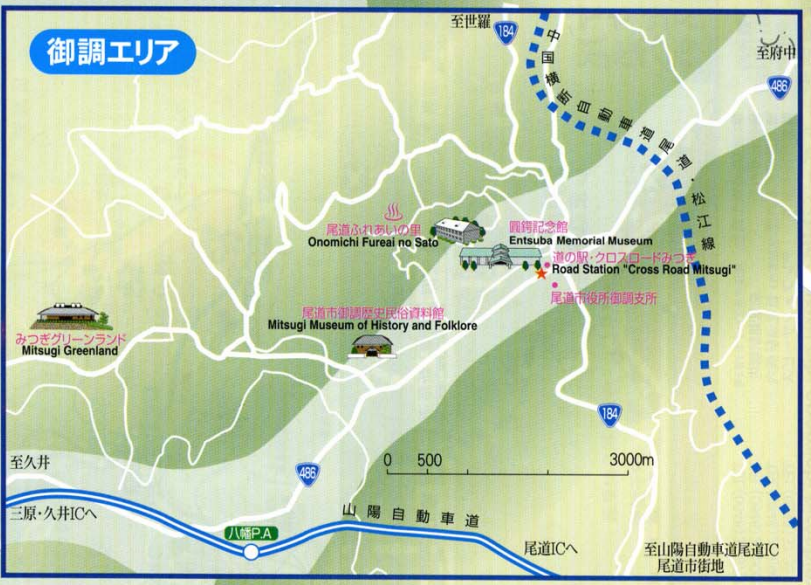 御調エリア
至世羅
184
至府中
486
中国横断自動車道尾道・松江線
尾道ふれあいの里
Onomichi Fureai no Sato
圓鍔記念館
Entsuba Memorial Museum
道の駅・クロスロードみつぎ
Road Station "Cross Road Mitsugi"
尾道市役所御調支所
尾道市御調歴史民俗資料館
Mitsugi Museum of History and Folklore
みつぎグリーンランド
Mitsugi Greenland
184
0 500 3000m
至久井
486
三原・久井ICへ
八幡P.A
山陽自動車道
尾道ICへ
至山陽自動車道尾道IC
尾道市街地